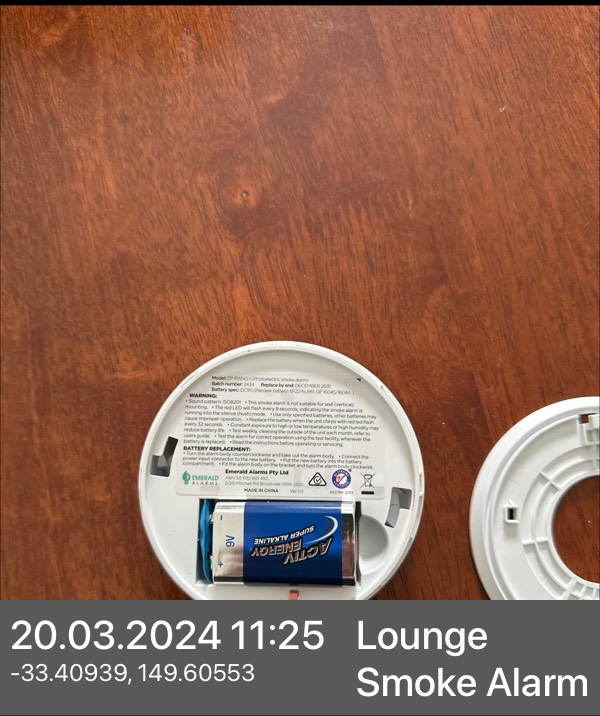 Model: EP-RANG-1 (Photoelectric smoke alarm)
Batch number: 2434 Replace by end: DECEMBER 2031
WARNING:
• Sound pattern: ISO8201 • This smoke alarm is not suitable for wall (vertical)
mounting. • The red LED will flash every 8 seconds, indicating the smoke alarm is
running into the silence (hush) mode. • Use only specified batteries, other batteries may
cause improper operation. • Replace the battery when the unit chirps with red led flash
every 32 seconds. • Constant exposure to high or low temperatures or high humidity may
reduce battery life. • Test weekly, cleaning the outside of the unit each month, refer to
users guide. • Test the alarm for correct operation using the test facility, whenever the
battery is replaced. • Read the instructions before operating or servicing.
BATTERY REPLACEMENT:
• Turn the alarm body counterclockwise and take out the alarm body. • Connect the
power input connector to the new battery. • Put the new battery into the battery
compartment. • Fit the alarm body on the bracket and turn the alarm body clockwise.
EMERALD
ALARMS
Emerald Alarms Pty Ltd
MADE IN CHINA
Ver 1.0
+ 9V -
ACTIV
ENERGY
SUPER ALKALINE
20.03.2024 11:25
-33.40939, 149.60553
Lounge
Smoke Alarm